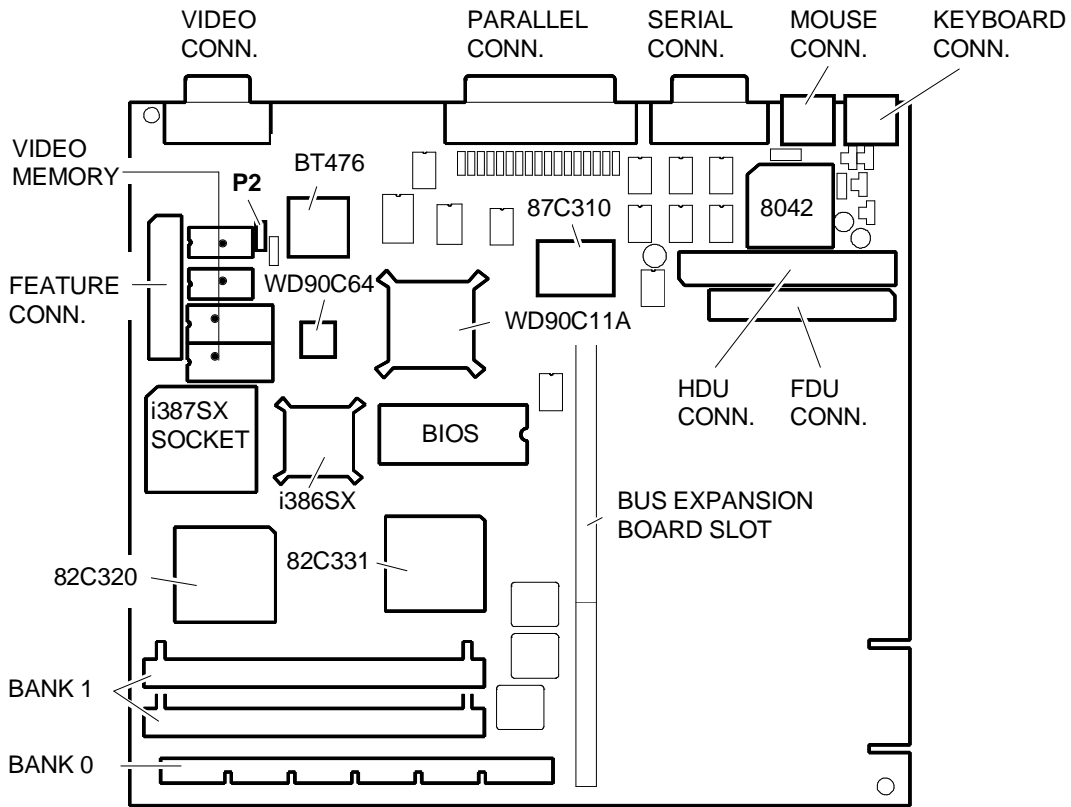 VIDEO
CONN.
PARALLEL
CONN.
SERIAL
CONN.
MOUSE
CONN.
KEYBOARD
CONN.
VIDEO
MEMORY
P2
BT476
87C310
8042
FEATURE
CONN.
WD90C64
WD90C11A
HDU
CONN.
FDU
CONN.
i387SX
SOCKET
BIOS
i386SX
BUS EXPANSION
BOARD SLOT
82C320
82C331
BANK 1
BANK 0